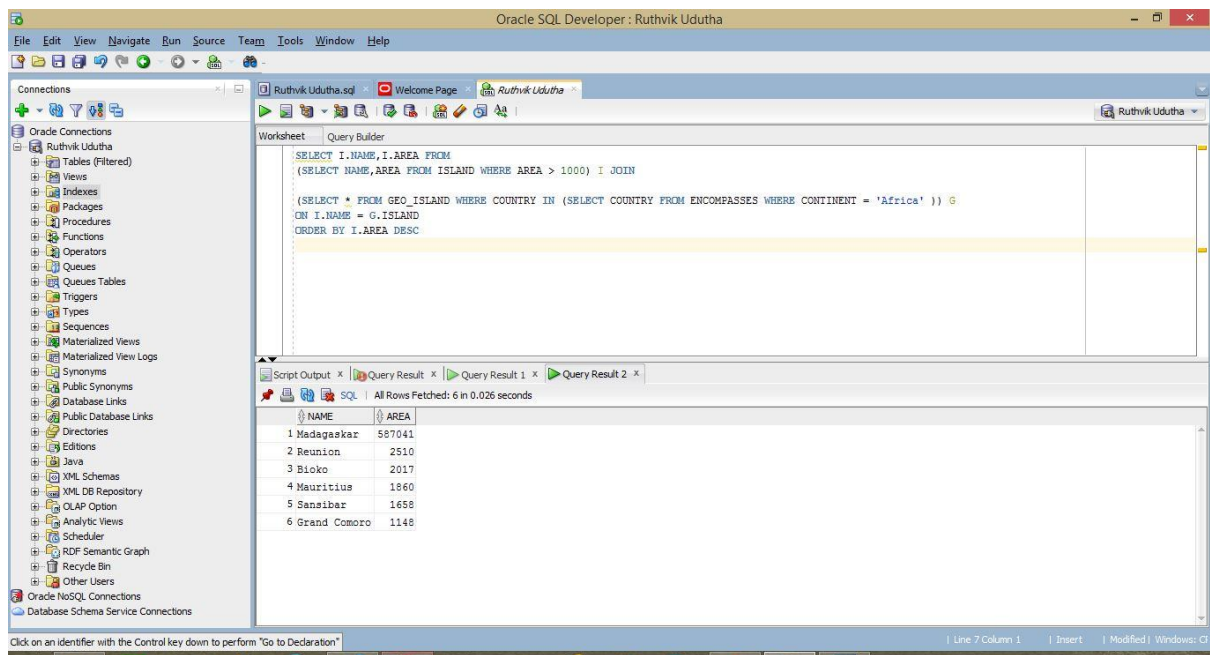 Oracle SQL Developer : Ruthvik Udutha
File Edit View Navigate Run Source Team Tools Window Help
Connections
Ruthvik Udutha.sql
Welcome Page
Ruthvik Udutha
Ruthvik Udutha
Oracle Connections
Ruthvik Udutha
Tables (Filtered)
Views
Indexes
Packages
Procedures
Functions
Operators
Queues
Queues Tables
Triggers
Types
Sequences
Materialized Views
Materialized View Logs
Synonyms
Public Synonyms
Database Links
Public Database Links
Directories
Editions
Java
XML Schemas
XML DB Repository
OLAP Option
Analytic Views
Scheduler
RDF Semantic Graph
Recycle Bin
Other Users
Oracle NoSQL Connections
Database Schema Service Connections
Worksheet Query Builder
SELECT I.NAME,I.AREA FROM
(SELECT NAME,AREA FROM ISLAND WHERE AREA > 1000) I JOIN
(SELECT * FROM GEO_ISLAND WHERE COUNTRY IN (SELECT COUNTRY FROM ENCOMPASSES WHERE CONTINENT = 'Africa' )) G
ON I.NAME = G.ISLAND
ORDER BY I.AREA DESC
Script Output x Query Result x Query Result 1 x Query Result 2 x
SQL | All Rows Fetched: 6 in 0.026 seconds
NAME AREA
1 Madagaskar 587041
2 Reunion 2510
3 Bioko 2017
4 Mauritius 1860
5 Sansibar 1658
6 Grand Comoro 1148
Click on an identifier with the Control key down to perform "Go to Declaration"
| Line 7 Column 1 | Insert | Modified | Windows: C